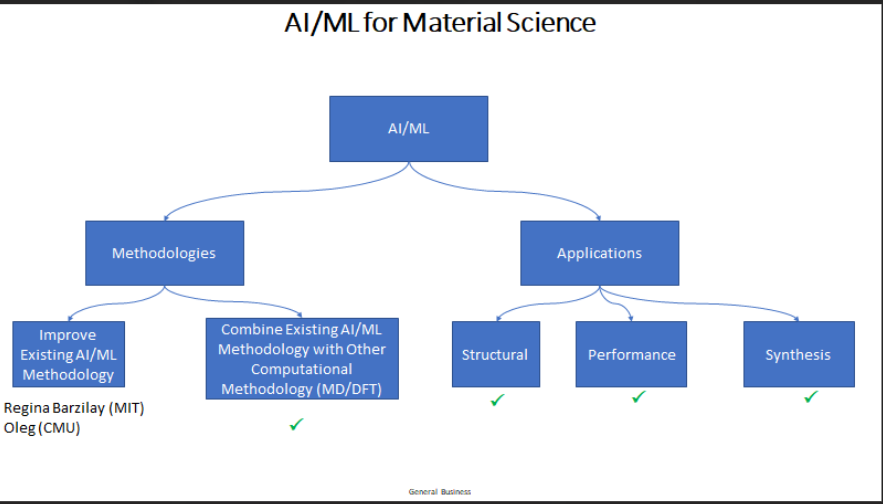 AI/ML for Material Science
AI/ML
Methodologies
Applications
Improve
Existing AI/ML
Methodology
Combine Existing AI/ML
Methodology with Other
Computational
Methodology (MD/DFT)
Structural
Performance
Synthesis
Regina Barzilay (MIT)
Oleg (CMU)
General Business